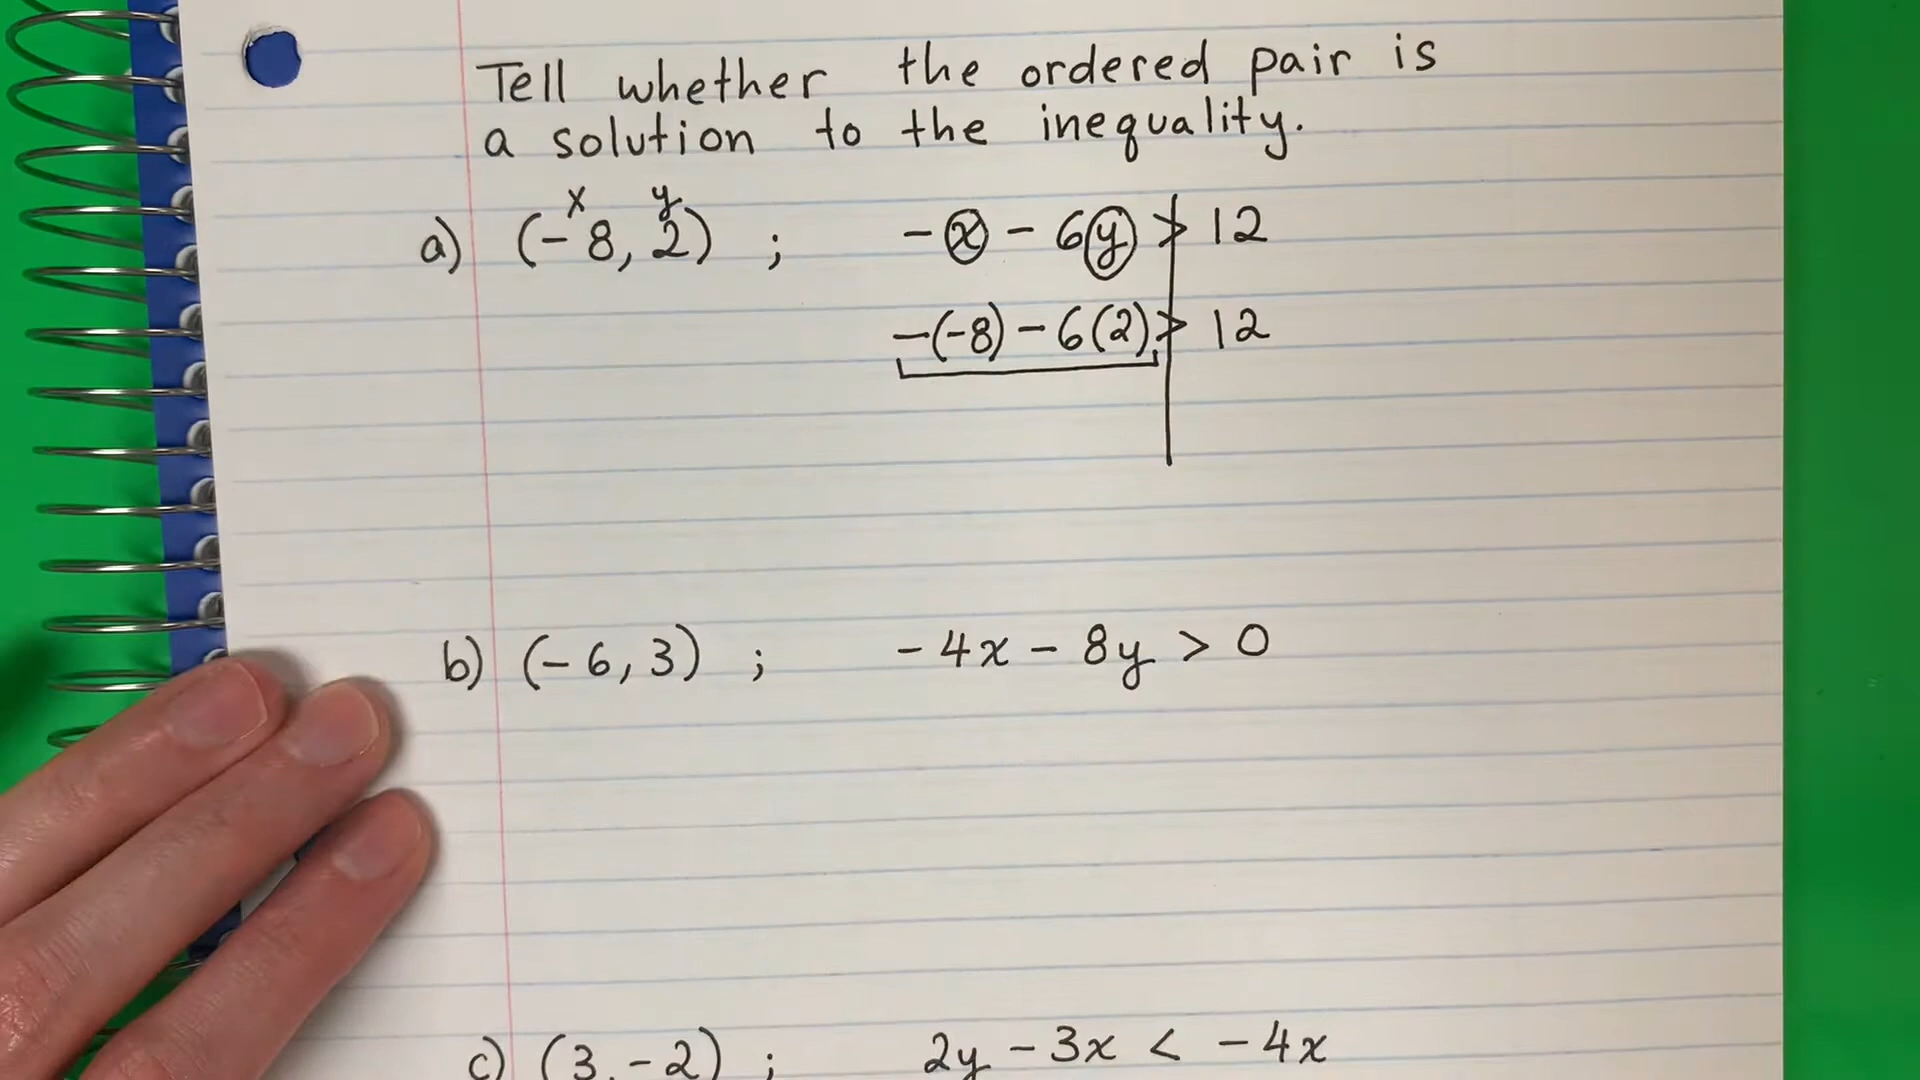 Tell whether the ordered pair is
a solution to the inequality.
x y
a) (-8, 2) ; -x - 6y > 12
-(-8) - 6(2) > 12
b) (-6, 3) ; -4x - 8y > 0
c) (3, -2) ; 2y - 3x < -4x